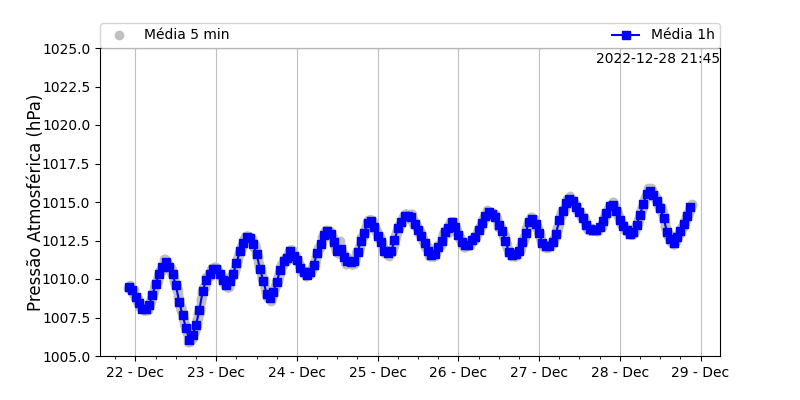 Média 5 min
Média 1h
2022-12-28 21:45
Pressão Atmosférica (hPa)
1025.0
1022.5
1020.0
1017.5
1015.0
1012.5
1010.0
1007.5
1005.0
22 - Dec
23 - Dec
24 - Dec
25 - Dec
26 - Dec
27 - Dec
28 - Dec
29 - Dec